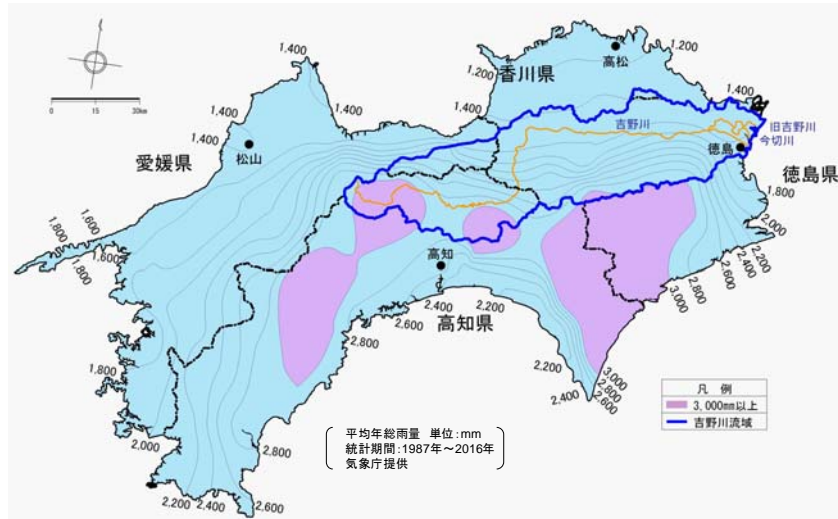 1,400
1,400
1,400
1,400
1,200
高松
1,200
香川県
1,400
1,400
吉野川
旧吉野川
今切川
徳島
徳島県
0 15 30km
愛媛県
松山
1,800
2,000
2,200
2,400
2,600
2,800
3,000
1,600
1,800
1,800
1,600
高知
2,400
2,200
2,600
高知県
2,800
2,200
2,400
3,000
2,800
2,600
1,800
凡 例
3,000mm以上
吉野川流域
平均年総雨量 単位:mm
統計期間:1987年～2016年
気象庁提供
2,000
2,800
2,200
2,400
2,600